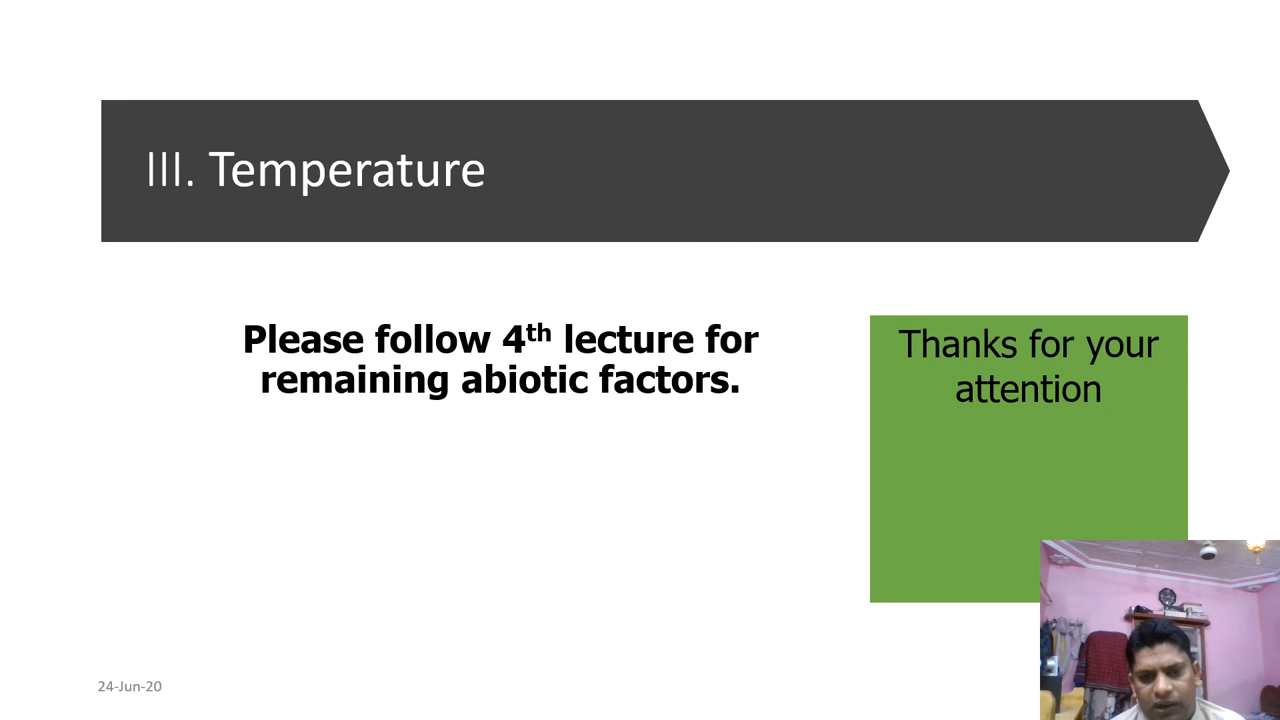 III. Temperature
Please follow 4th lecture for
remaining abiotic factors.
Thanks for your
attention
24-Jun-20